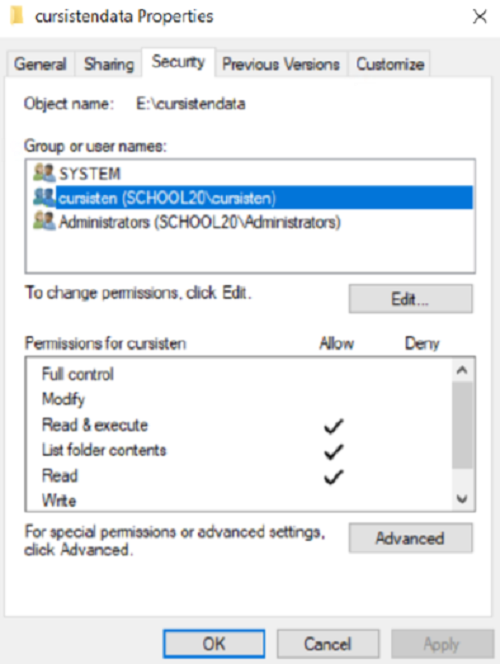 cursistendata Properties
General Sharing Security Previous Versions Customize
Object name: E:\cursistendata
Group or user names:
SYSTEM
cursisten (SCHOOL20\cursisten)
Administrators (SCHOOL20\Administrators)
To change permissions, click Edit.
Edit...
Permissions for cursisten Allow Deny
Full control
Modify
Read & execute
List folder contents
Read
Write
For special permissions or advanced settings,
click Advanced.
Advanced
OK Cancel Apply